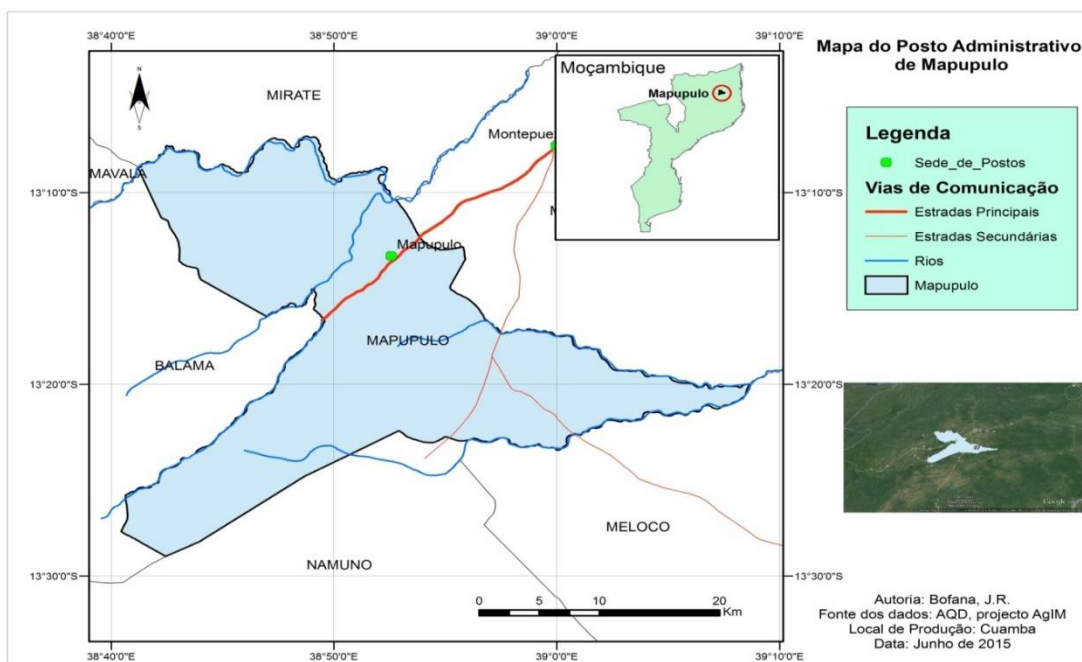 Mapa do Posto Administrativo
de Mapupulo
38°40'0"E
38°50'0"E
39°0'0"E
39°10'0"E
N
S
MIRATE
Moçambique
Mapupulo
Montepue
MAVALA
13°10'0"S
13°10'0"S
M
Mapupulo
MAPUPULO
BALAMA
13°20'0"S
13°20'0"S
MELOCO
NAMUNO
13°30'0"S
13°30'0"S
0
5
10
20
Km
38°40'0"E
38°50'0"E
39°0'0"E
39°10'0"E
Legenda
Sede_de_Postos
Vias de Comunicação
Estradas Principais
Estradas Secundárias
Rios
Mapupulo
Google
Autoria: Bofana, J.R.
Fonte dos dados: AQD, projecto AgIM
Local de Produção: Cuamba
Data: Junho de 2015